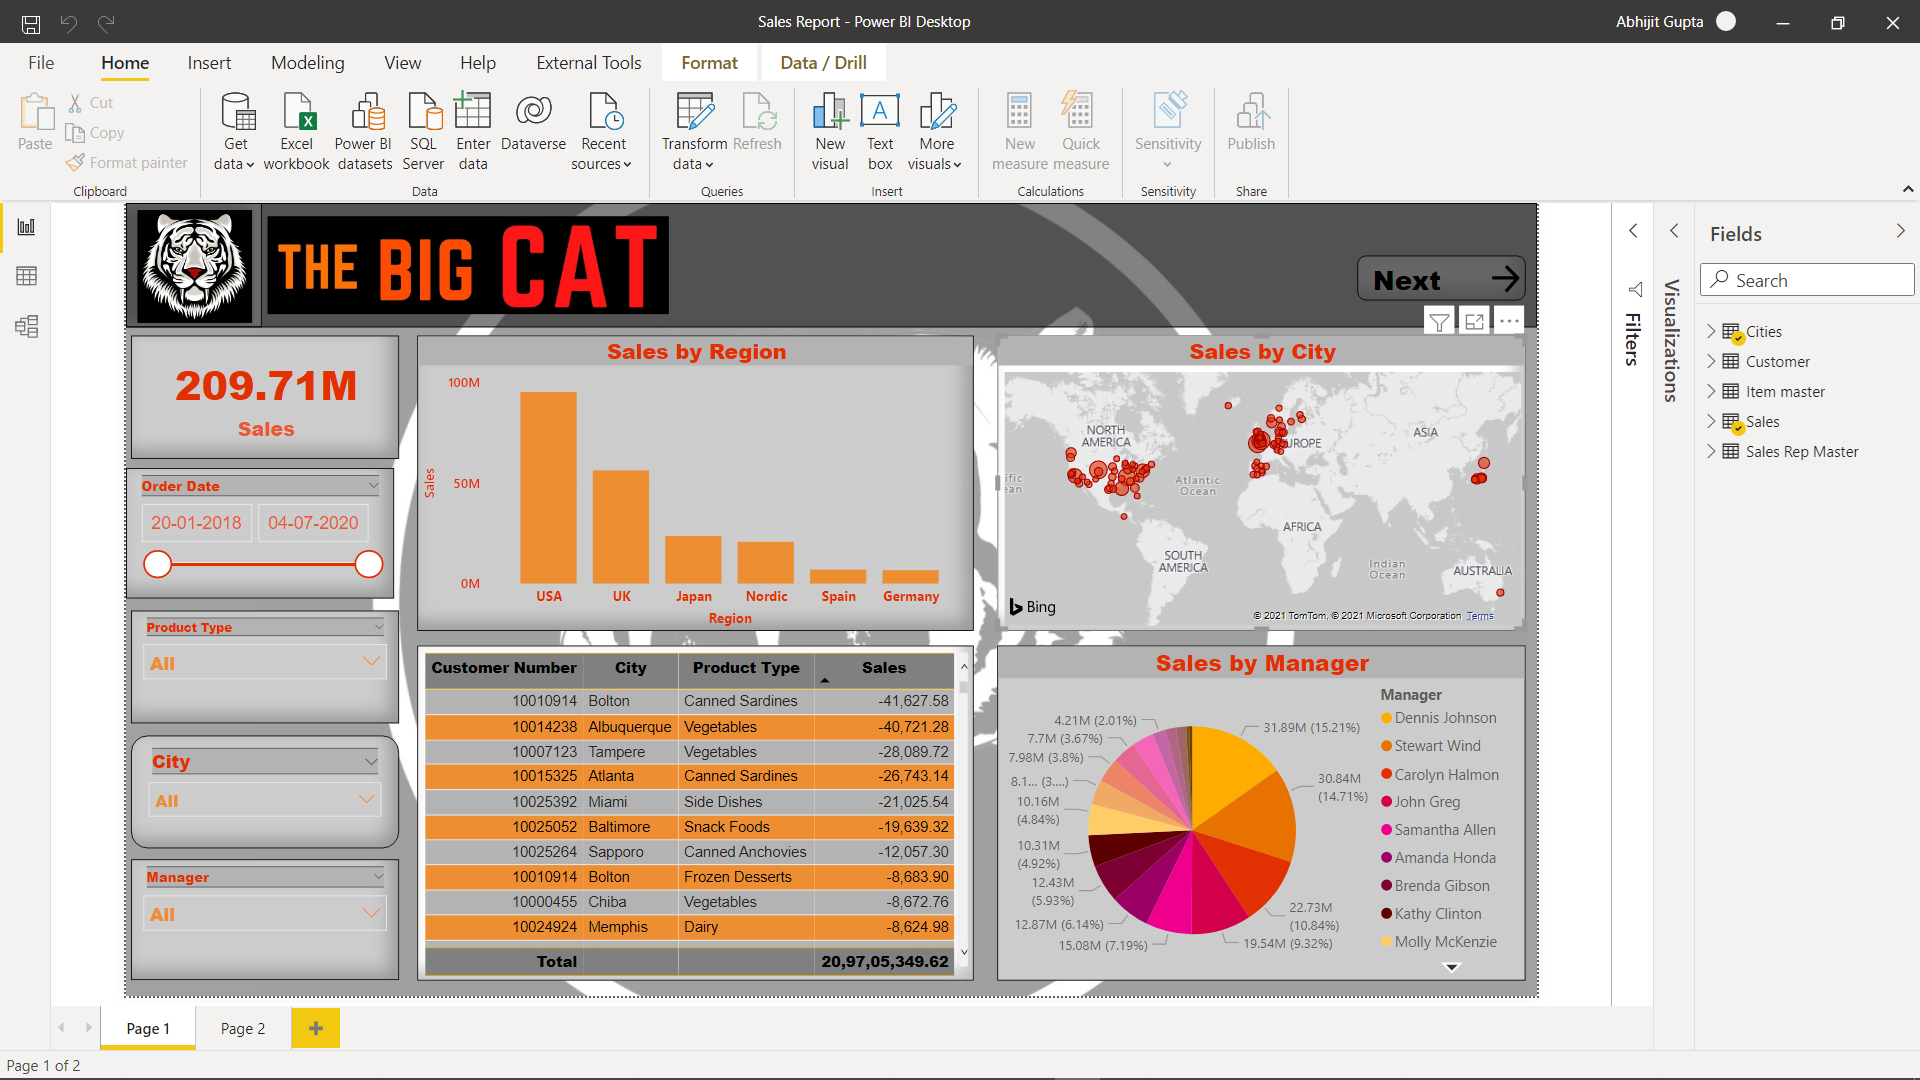 Sales Report - Power BI Desktop
Abhijit Gupta
File Home Insert Modeling View Help External Tools Format Data / Drill
Paste
Cut
Copy
Format painter
Clipboard
Get data
Excel workbook
Power BI datasets
SQL Server
Enter data
Dataverse
Recent sources
Data
Transform data
Refresh
Queries
New visual
Text box
More visuals
Insert
New measure
Quick measure
Calculations
Sensitivity
Sensitivity
Publish
Share
THE BIG CAT
Next
209.71M
Sales
Order Date
20-01-2018 04-07-2020
Product Type
All
City
All
Manager
All
Sales by Region
100M
50M
0M
Sales
USA UK Japan Nordic Spain Germany
Region
Sales by City
NORTH AMERICA
EUROPE
ASIA
Atlantic Ocean
AFRICA
SOUTH AMERICA
Indian Ocean
AUSTRALIA
Bing
© 2021 TomTom, © 2021 Microsoft Corporation Terms
Customer Number City Product Type Sales
10010914 Bolton Canned Sardines -41,627.58
10014238 Albuquerque Vegetables -40,721.28
10007123 Tampere Vegetables -28,089.72
10015325 Atlanta Canned Sardines -26,743.14
10025392 Miami Side Dishes -21,025.54
10025052 Baltimore Snack Foods -19,639.32
10025264 Sapporo Canned Anchovies -12,057.30
10010914 Bolton Frozen Desserts -8,683.90
10000455 Chiba Vegetables -8,672.76
10024924 Memphis Dairy -8,624.98
Total 20,97,05,349.62
Sales by Manager
31.89M (15.21%)
30.84M (14.71%)
22.73M (10.84%)
19.54M (9.32%)
15.08M (7.19%)
12.87M (6.14%)
12.43M (5.93%)
10.31M (4.92%)
10.16M (4.84%)
8.1... (3....)
7.98M (3.8%)
7.7M (3.67%)
4.21M (2.01%)
Manager
Dennis Johnson
Stewart Wind
Carolyn Halmon
John Greg
Samantha Allen
Amanda Honda
Brenda Gibson
Kathy Clinton
Molly McKenzie
Filters
Visualizations
Fields
Search
Cities
Customer
Item master
Sales
Sales Rep Master
Page 1 Page 2
Page 1 of 2